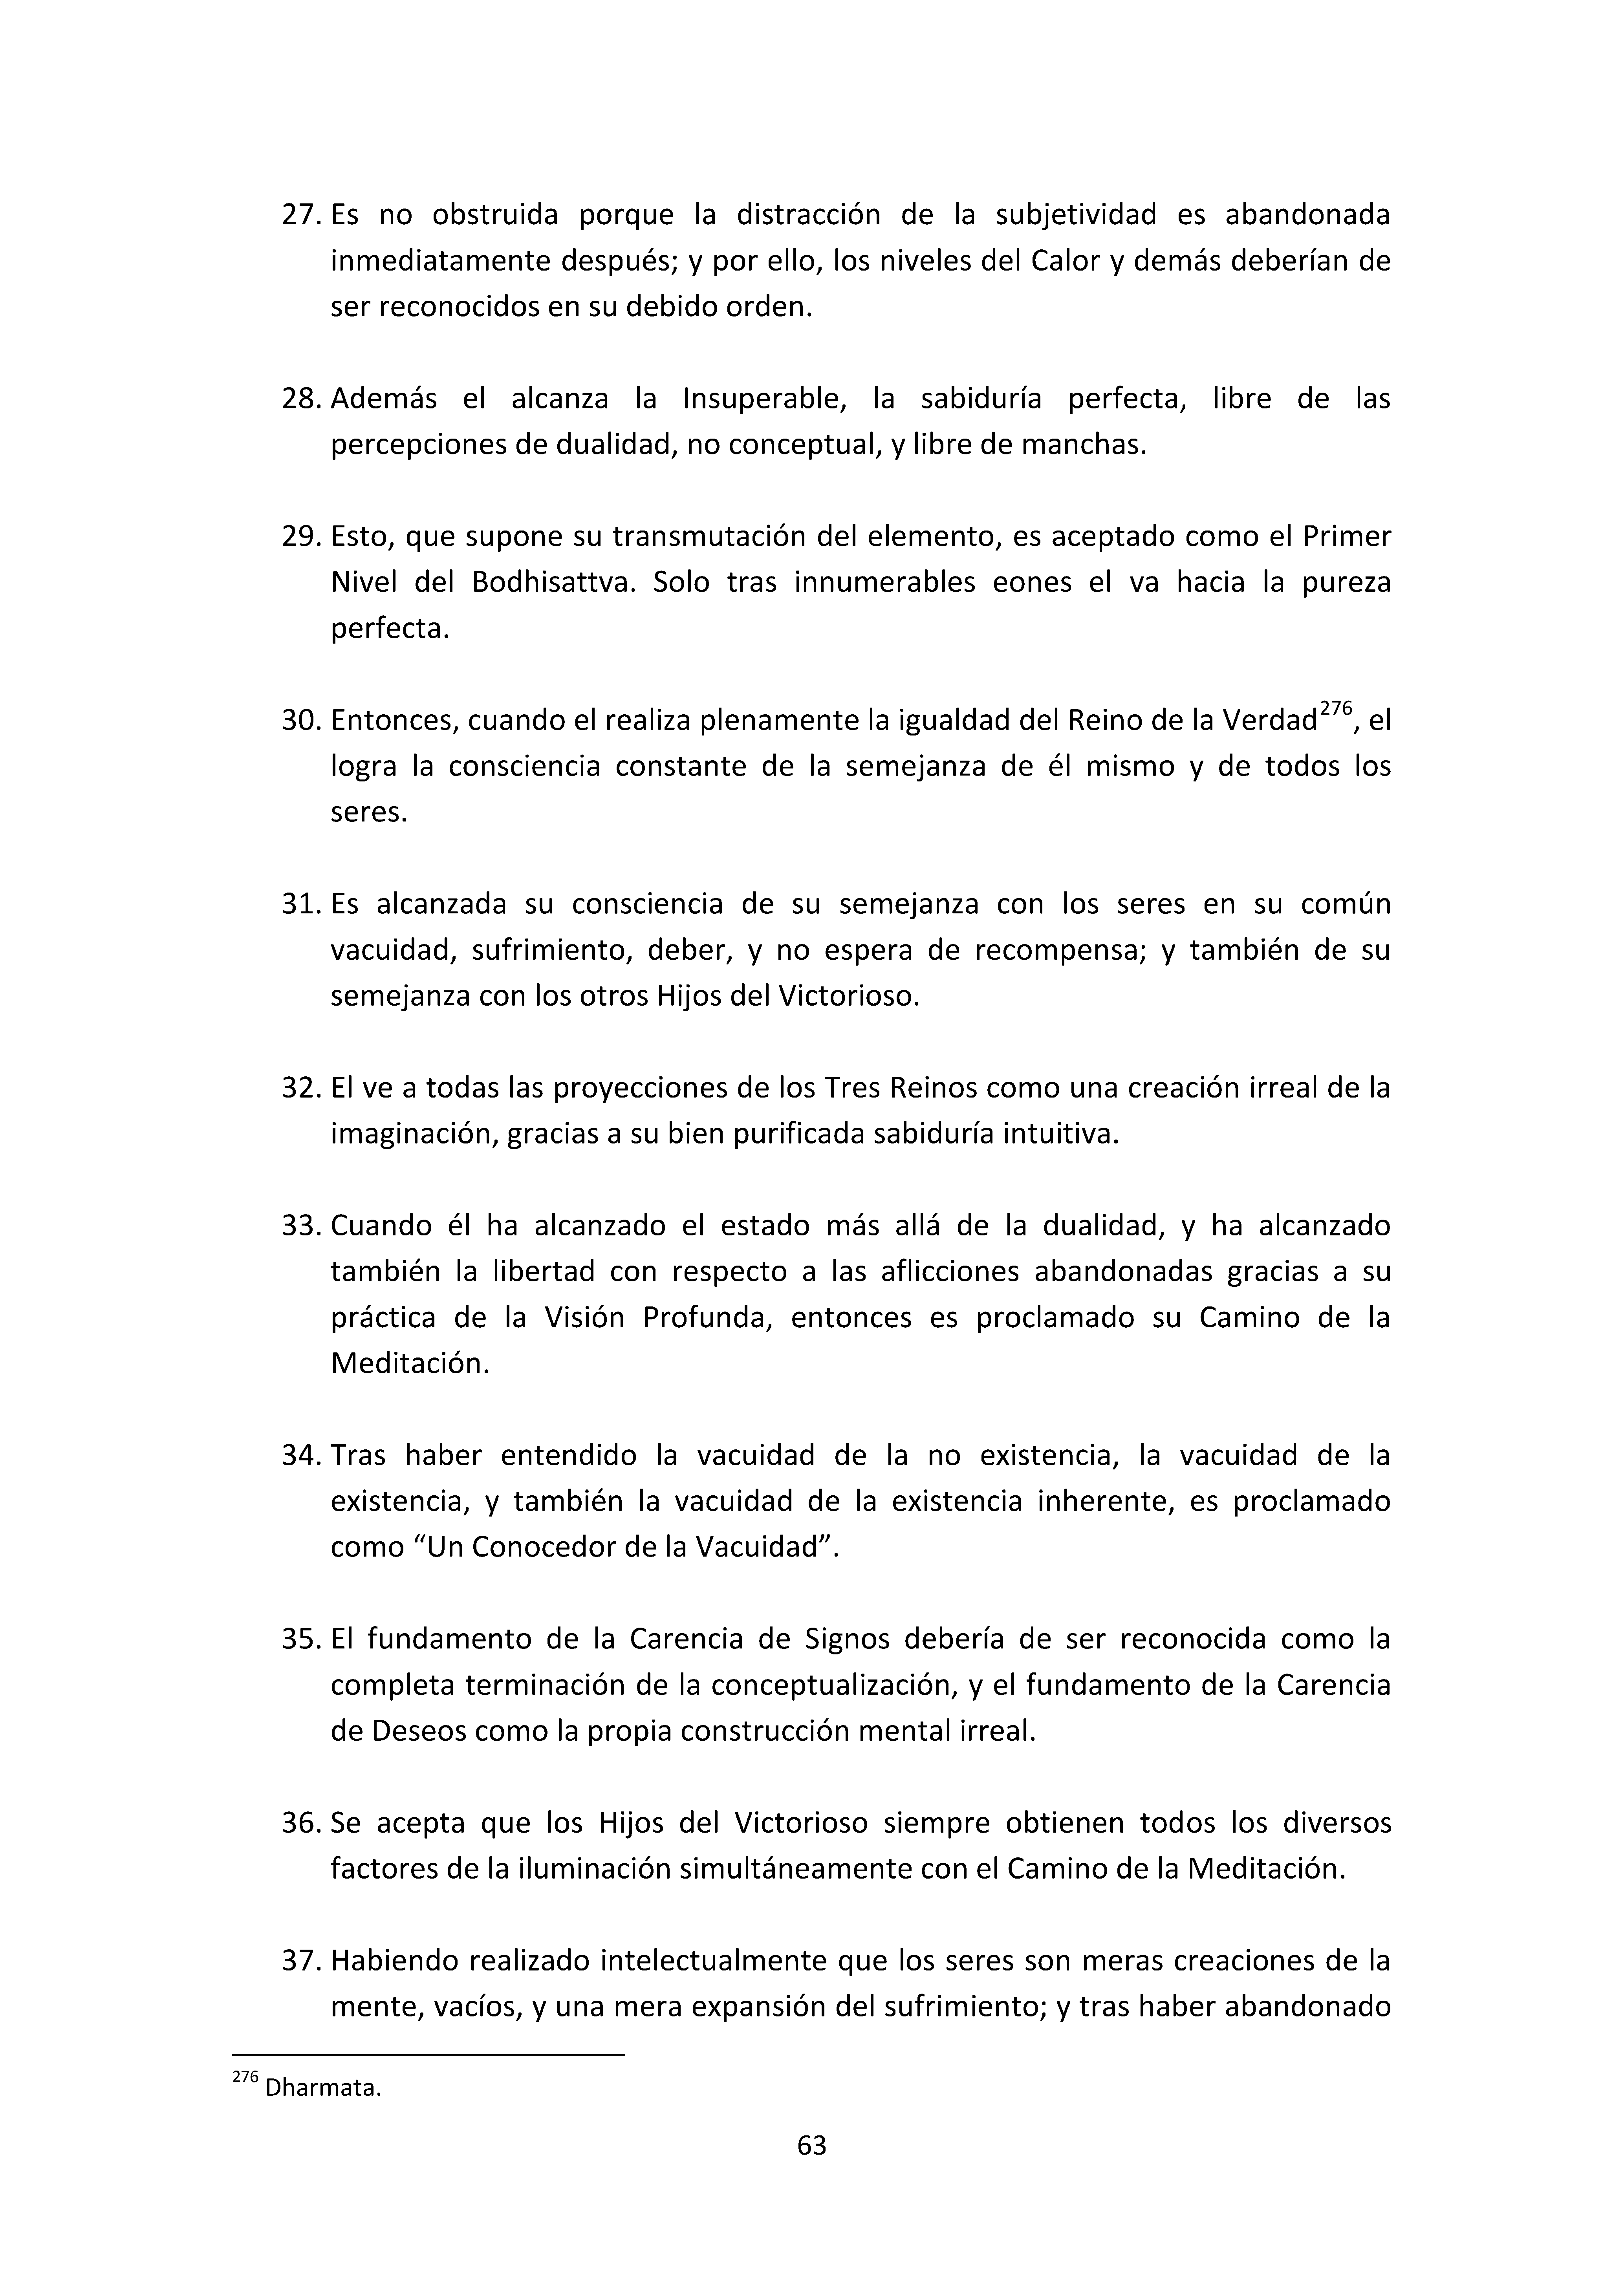 27. Es no obstruida porque la distracción de la subjetividad es abandonada
inmediatamente después; y por ello, los niveles del Calor y demás deberían de
ser reconocidos en su debido orden.
28. Además el alcanza la Insuperable, la sabiduría perfecta, libre de las
percepciones de dualidad, no conceptual, y libre de manchas.
29. Esto, que supone su transmutación del elemento, es aceptado como el Primer
Nivel del Bodhisattva. Solo tras innumerables eones el va hacia la pureza
perfecta.
30. Entonces, cuando el realiza plenamente la igualdad del Reino de la Verdad276, el
logra la consciencia constante de la semejanza de él mismo y de todos los
seres.
31. Es alcanzada su consciencia de su semejanza con los seres en su común
vacuidad, sufrimiento, deber, y no espera de recompensa; y también de su
semejanza con los otros Hijos del Victorioso.
32. El ve a todas las proyecciones de los Tres Reinos como una creación irreal de la
imaginación, gracias a su bien purificada sabiduría intuitiva.
33. Cuando él ha alcanzado el estado más allá de la dualidad, y ha alcanzado
también la libertad con respecto a las aflicciones abandonadas gracias a su
práctica de la Visión Profunda, entonces es proclamado su Camino de la
Meditación.
34. Tras haber entendido la vacuidad de la no existencia, la vacuidad de la
existencia, y también la vacuidad de la existencia inherente, es proclamado
como “Un Conocedor de la Vacuidad”.
35. El fundamento de la Carencia de Signos debería de ser reconocida como la
completa terminación de la conceptualización, y el fundamento de la Carencia
de Deseos como la propia construcción mental irreal.
36. Se acepta que los Hijos del Victorioso siempre obtienen todos los diversos
factores de la iluminación simultáneamente con el Camino de la Meditación.
37. Habiendo realizado intelectualmente que los seres son meras creaciones de la
mente, vacíos, y una mera expansión del sufrimiento; y tras haber abandonado
276 Dharmata.
63